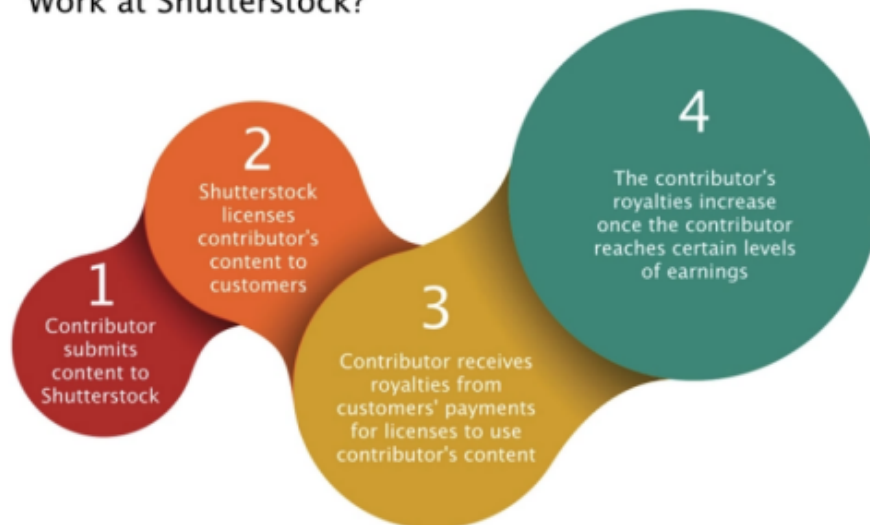 Work at Shutterstock?
1
Contributor
submits
content to
Shutterstock
2
Shutterstock
licenses
contributor's
content to
customers
3
Contributor receives
royalties from
customers' payments
for licenses to use
contributor's content
4
The contributor's
royalties increase
once the contributor
reaches certain levels
of earnings